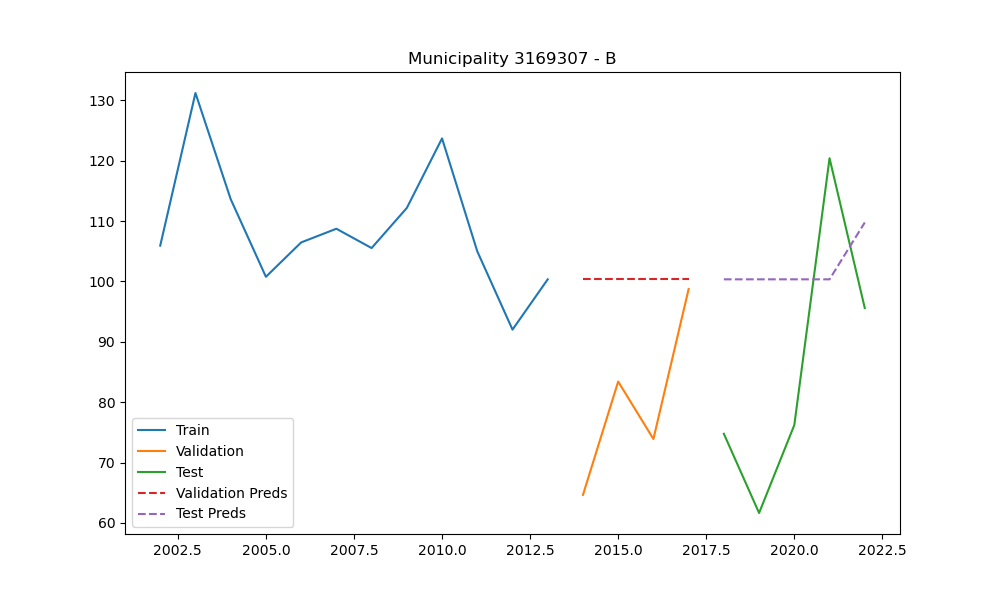 Municipality 3169307 - B
130
120
110
100
90
80
70
60
Train
Validation
Test
Validation Preds
Test Preds
2002.5 2005.0 2007.5 2010.0 2012.5 2015.0 2017.5 2020.0 2022.5